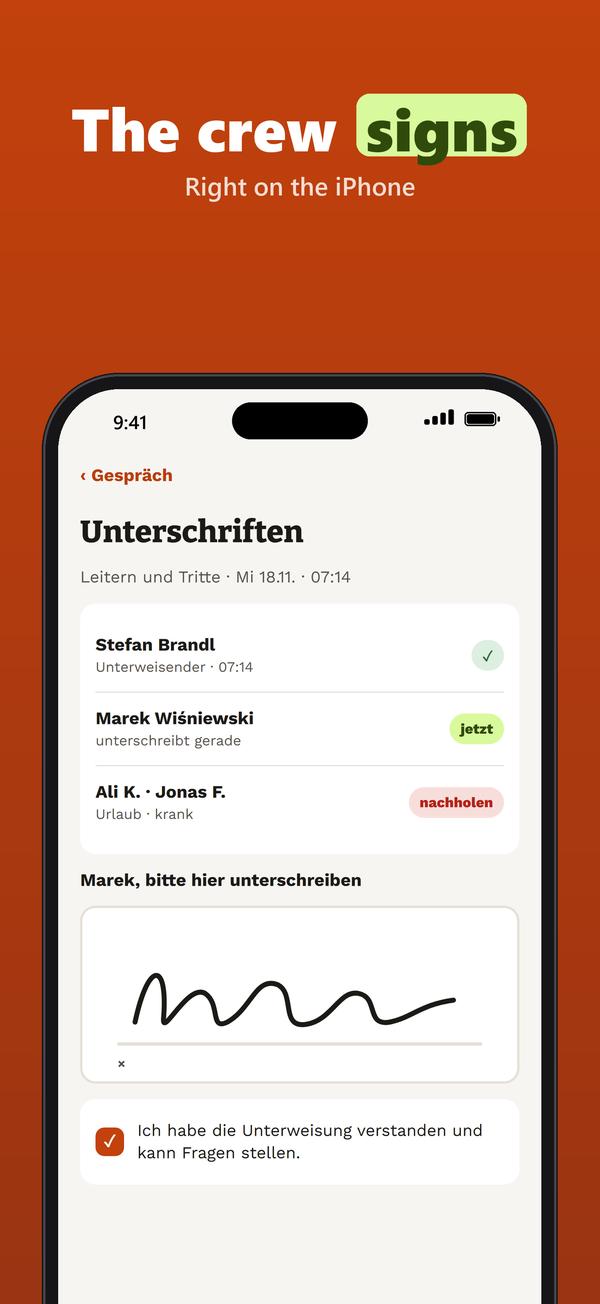 The crew signs
Right on the iPhone
9:41
‹ Gespräch
Unterschriften
Leitern und Tritte · Mi 18.11. · 07:14
Stefan Brandl
Unterweisender · 07:14
✓
Marek Wiśniewski
unterschreibt gerade
jetzt
Ali K. · Jonas F.
Urlaub · krank
nachholen
Marek, bitte hier unterschreiben
×
✓
Ich habe die Unterweisung verstanden und
kann Fragen stellen.